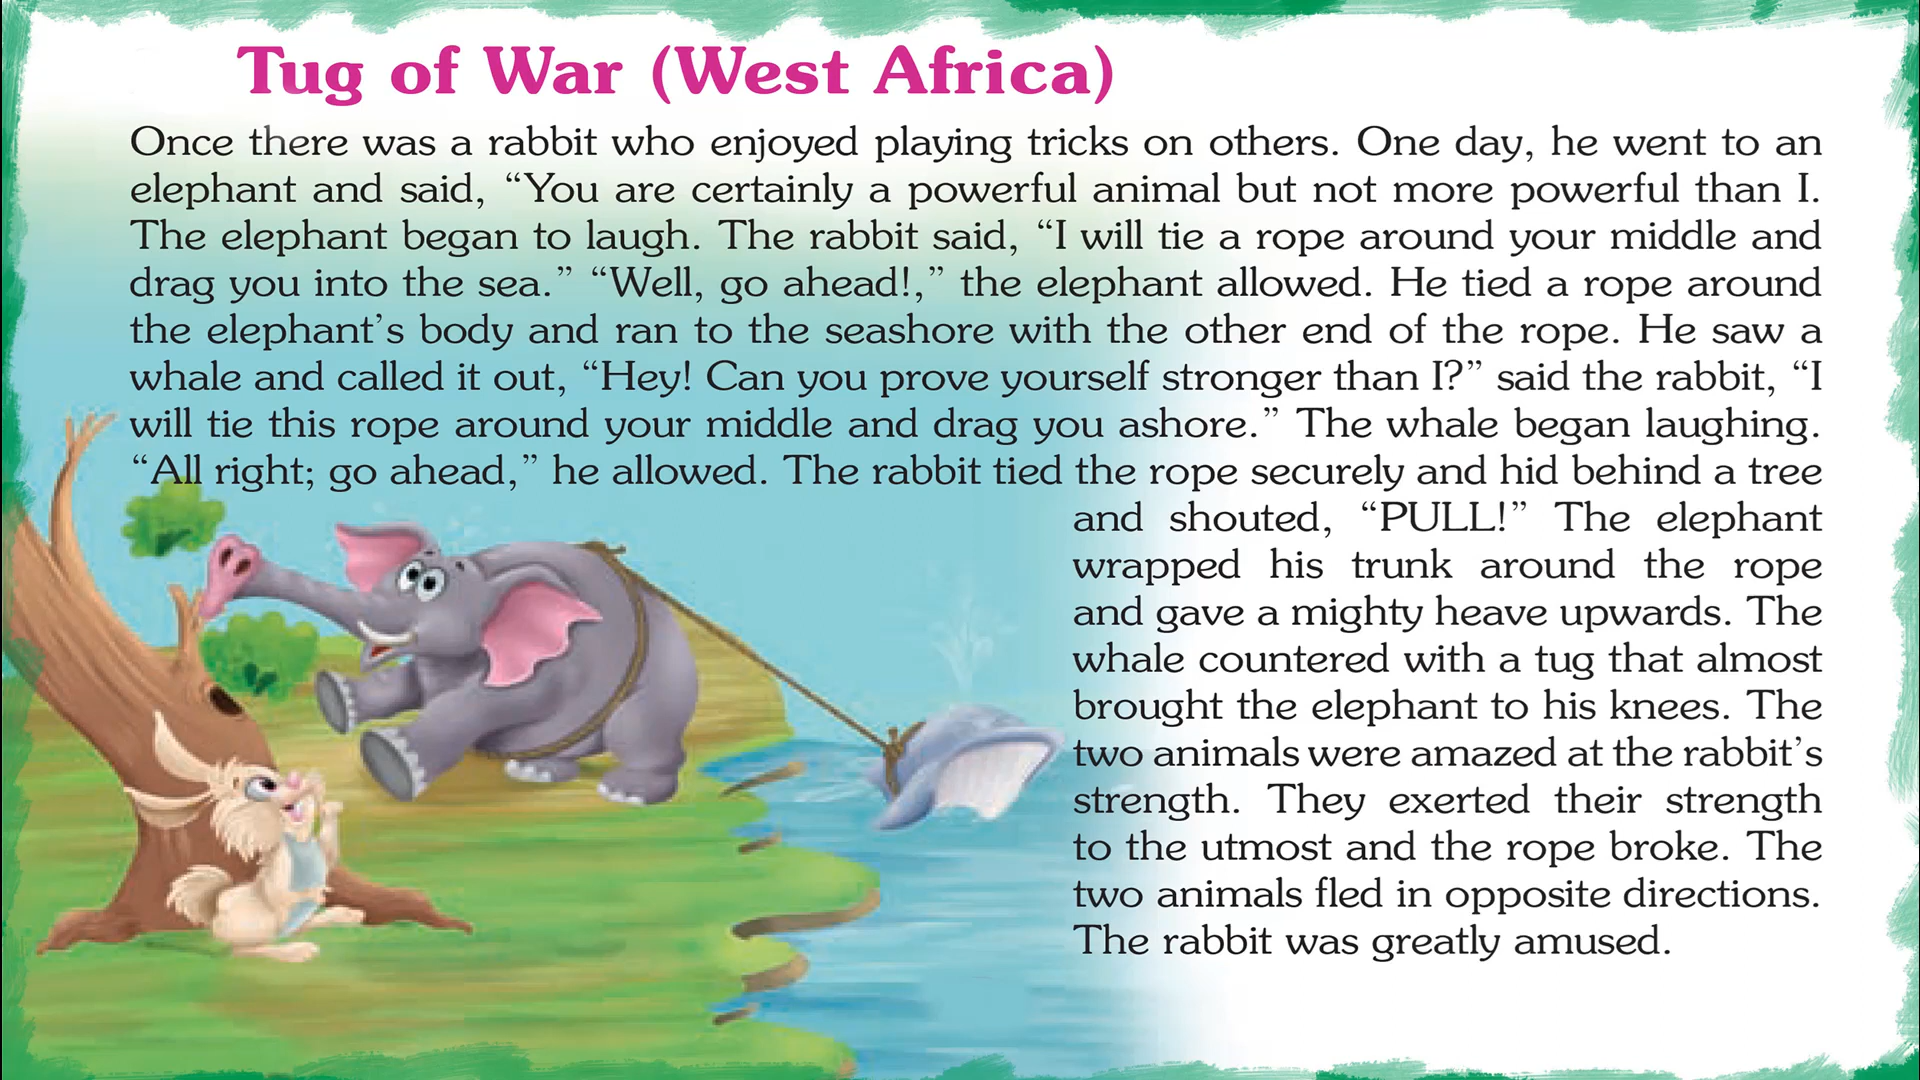 Tug of War (West Africa)
Once there was a rabbit who enjoyed playing tricks on others. One day, he went to an
elephant and said, “You are certainly a powerful animal but not more powerful than I.
The elephant began to laugh. The rabbit said, “I will tie a rope around your middle and
drag you into the sea.” “Well, go ahead!,” the elephant allowed. He tied a rope around
the elephant’s body and ran to the seashore with the other end of the rope. He saw a
whale and called it out, “Hey! Can you prove yourself stronger than I?” said the rabbit, “I
will tie this rope around your middle and drag you ashore.” The whale began laughing.
“All right; go ahead,” he allowed. The rabbit tied the rope securely and hid behind a tree
and shouted, “PULL!” The elephant
wrapped his trunk around the rope
and gave a mighty heave upwards. The
whale countered with a tug that almost
brought the elephant to his knees. The
two animals were amazed at the rabbit’s
strength. They exerted their strength
to the utmost and the rope broke. The
two animals fled in opposite directions.
The rabbit was greatly amused.